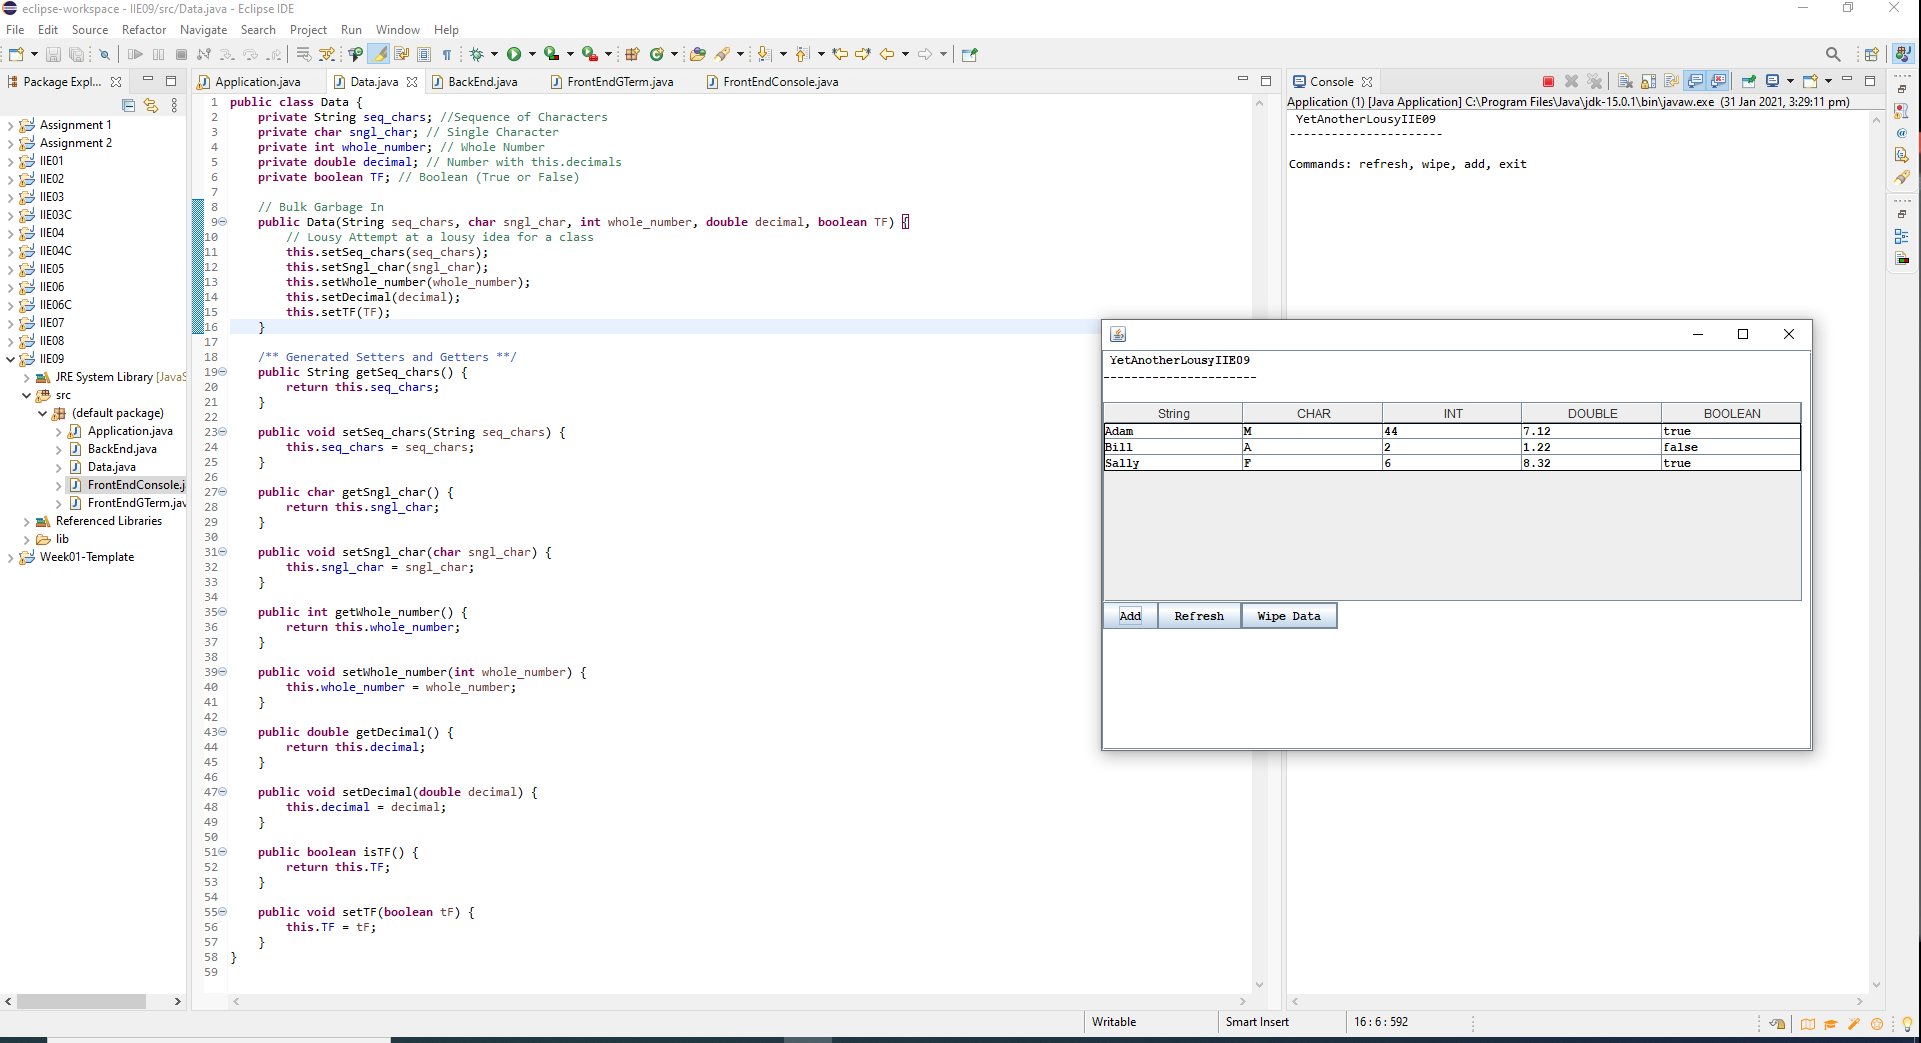 eclipse-workspace - IIE09/src/Data.java - Eclipse IDE
File Edit Source Refactor Navigate Search Project Run Window Help
Package Expl...
Assignment 1
Assignment 2
IIE01
IIE02
IIE03
IIE03C
IIE04
IIE04C
IIE05
IIE06
IIE06C
IIE07
IIE08
IIE09
JRE System Library [JavaS
src
(default package)
Application.java
BackEnd.java
Data.java
FrontEndConsole.j
FrontEndGTerm.jav
Referenced Libraries
lib
Week01-Template
Application.java Data.java BackEnd.java FrontEndGTerm.java FrontEndConsole.java
1 public class Data {
2 private String seq_chars; //Sequence of Characters
3 private char sngl_char; // Single Character
4 private int whole_number; // Whole Number
5 private double decimal; // Number with this.decimals
6 private boolean TF; // Boolean (True or False)
7
8 // Bulk Garbage In
9 public Data(String seq_chars, char sngl_char, int whole_number, double decimal, boolean TF) {
10 // Lousy Attempt at a lousy idea for a class
11 this.setSeq_chars(seq_chars);
12 this.setSngl_char(sngl_char);
13 this.setWhole_number(whole_number);
14 this.setDecimal(decimal);
15 this.setTF(TF);
16 }
17
18 /** Generated Setters and Getters **/
19 public String getSeq_chars() {
20 return this.seq_chars;
21 }
22
23 public void setSeq_chars(String seq_chars) {
24 this.seq_chars = seq_chars;
25 }
26
27 public char getSngl_char() {
28 return this.sngl_char;
29 }
30
31 public void setSngl_char(char sngl_char) {
32 this.sngl_char = sngl_char;
33 }
34
35 public int getWhole_number() {
36 return this.whole_number;
37 }
38
39 public void setWhole_number(int whole_number) {
40 this.whole_number = whole_number;
41 }
42
43 public double getDecimal() {
44 return this.decimal;
45 }
46
47 public void setDecimal(double decimal) {
48 this.decimal = decimal;
49 }
50
51 public boolean isTF() {
52 return this.TF;
53 }
54
55 public void setTF(boolean tF) {
56 this.TF = tF;
57 }
58 }
59
Console
Application (1) [Java Application] C:\Program Files\Java\jdk-15.0.1\bin\javaw.exe (31 Jan 2021, 3:29:11 pm)
YetAnotherLousyIIE09
----------------------
Commands: refresh, wipe, add, exit
YetAnotherLousyIIE09
----------------------
String CHAR INT DOUBLE BOOLEAN
Adam M 44 7.12 true
Bill A 2 1.22 false
Sally F 6 8.32 true
Add Refresh Wipe Data
Writable Smart Insert 16 : 6 : 592